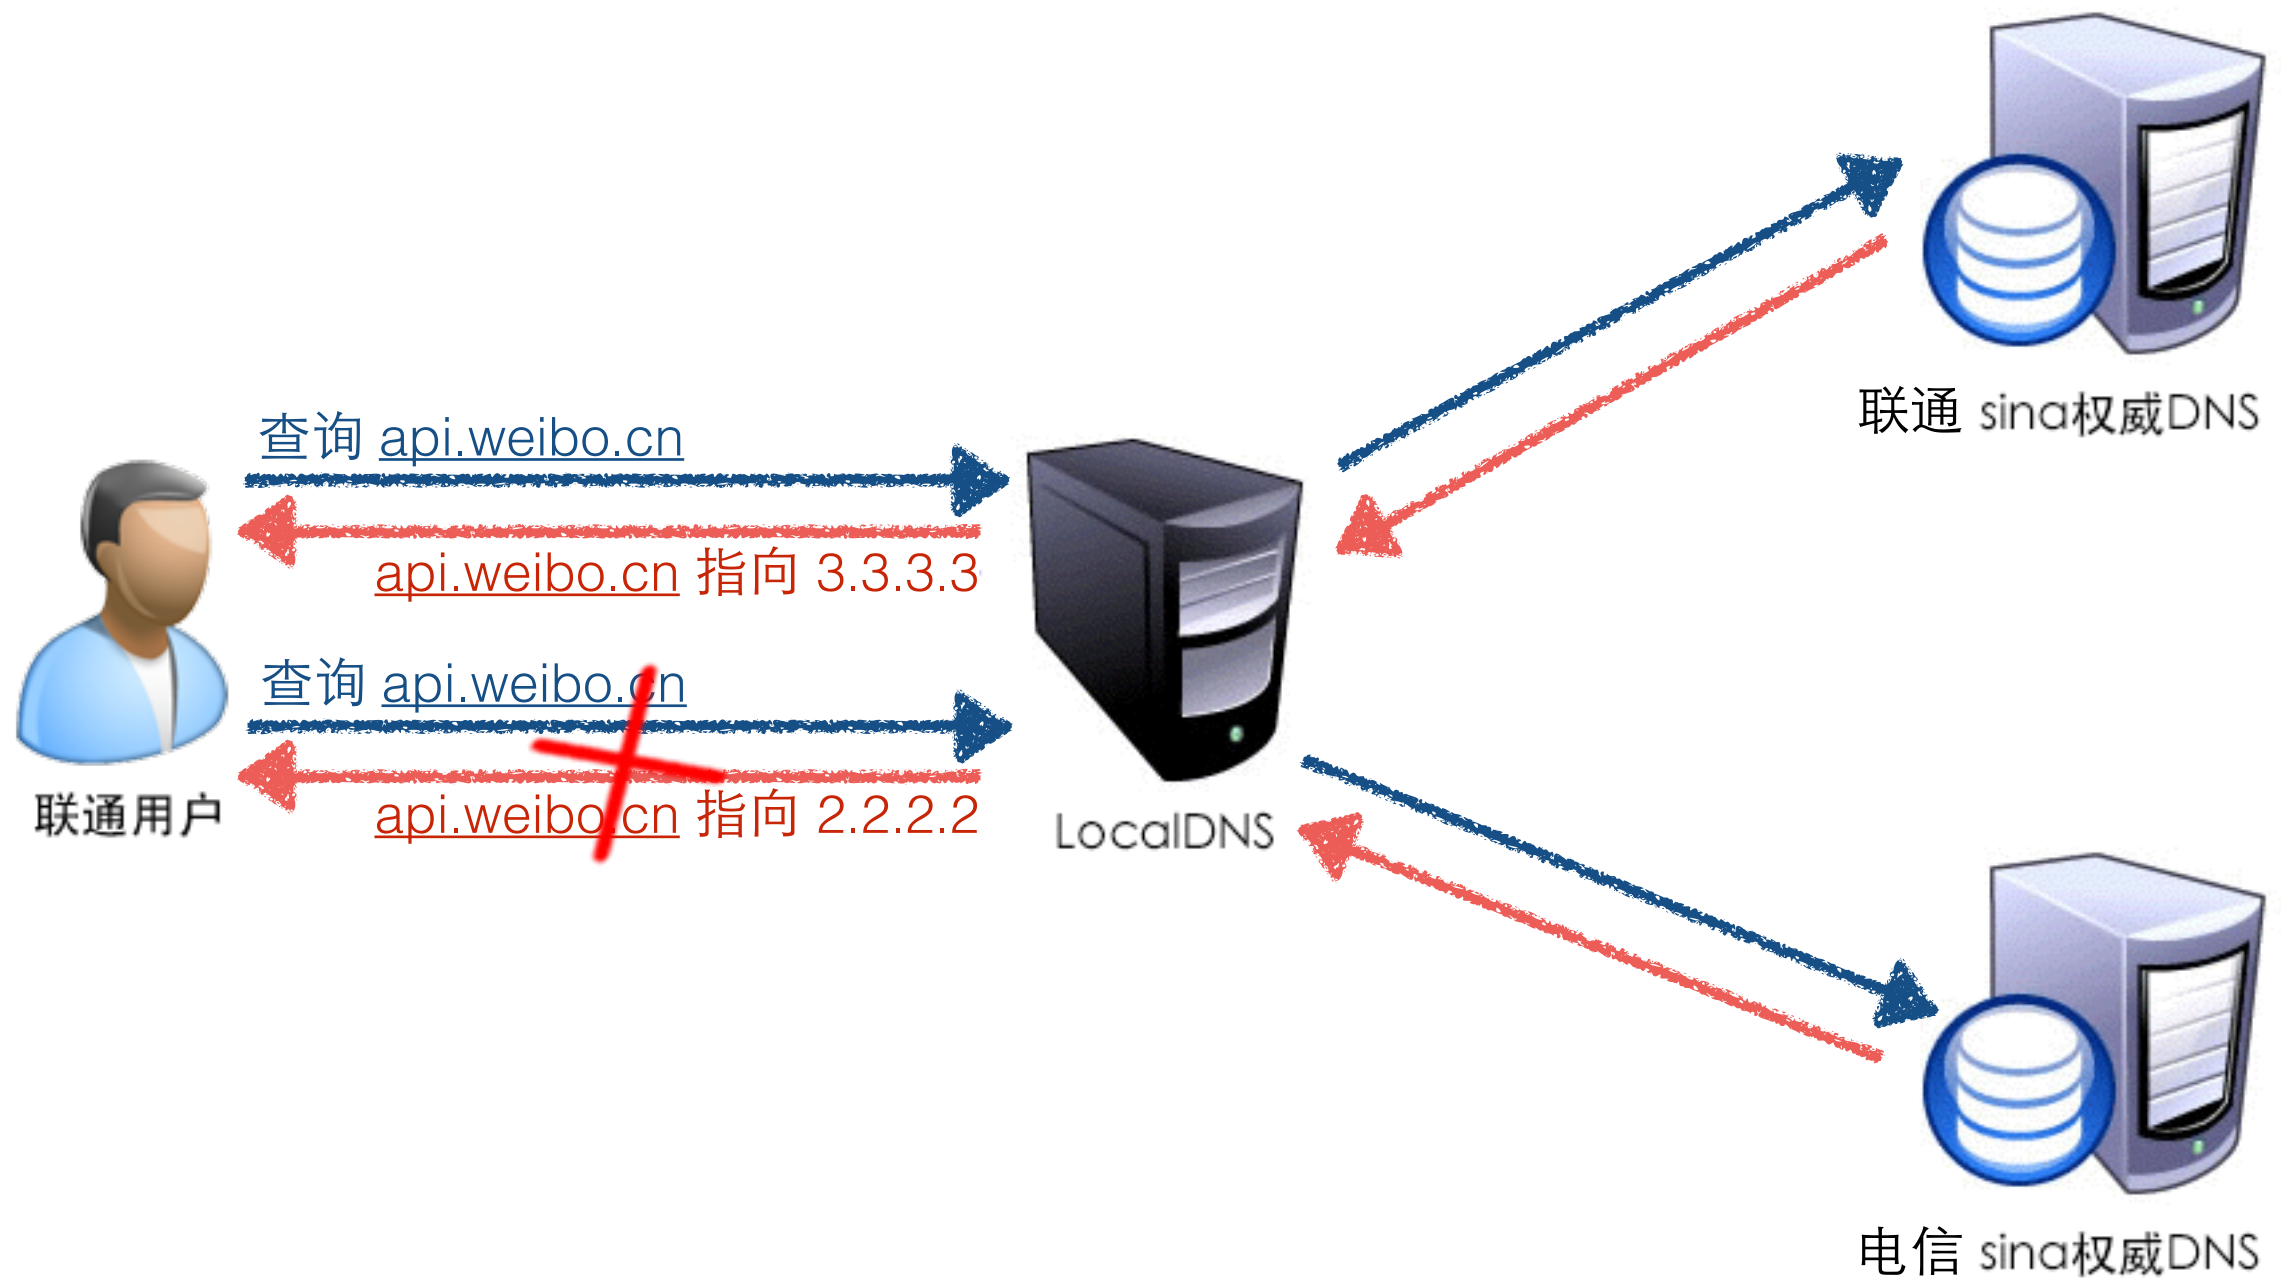 联通 sina权威DNS
查询 api.weibo.cn
api.weibo.cn 指向 3.3.3.3
查询 api.weibo.cn
api.weibo.cn 指向 2.2.2.2
联通用户
LocalDNS
电信 sina权威DNS